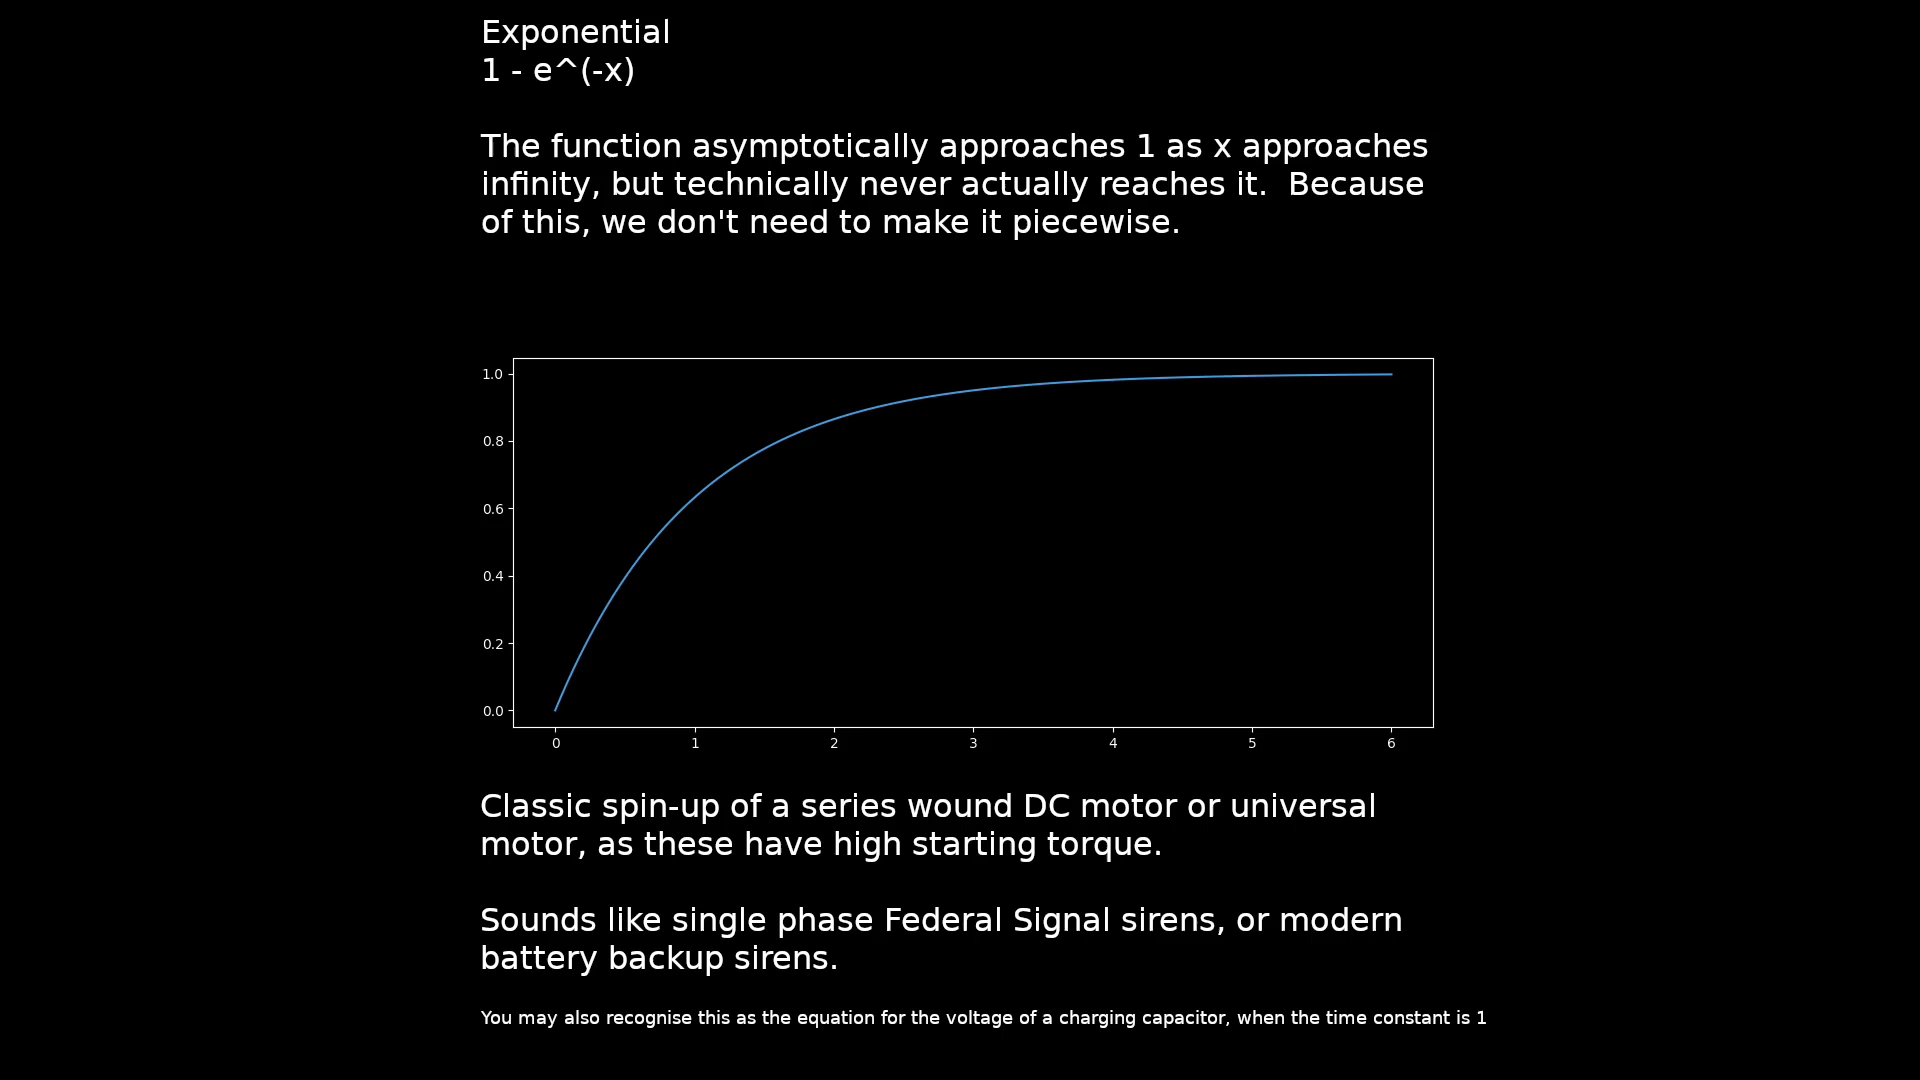 Exponential
1 - e^(-x)
The function asymptotically approaches 1 as x approaches
infinity, but technically never actually reaches it.  Because
of this, we don't need to make it piecewise.
1.0
0.8
0.6
0.4
0.2
0.0
0 1 2 3 4 5 6
Classic spin-up of a series wound DC motor or universal
motor, as these have high starting torque.
Sounds like single phase Federal Signal sirens, or modern
battery backup sirens.
You may also recognise this as the equation for the voltage of a charging capacitor, when the time constant is 1